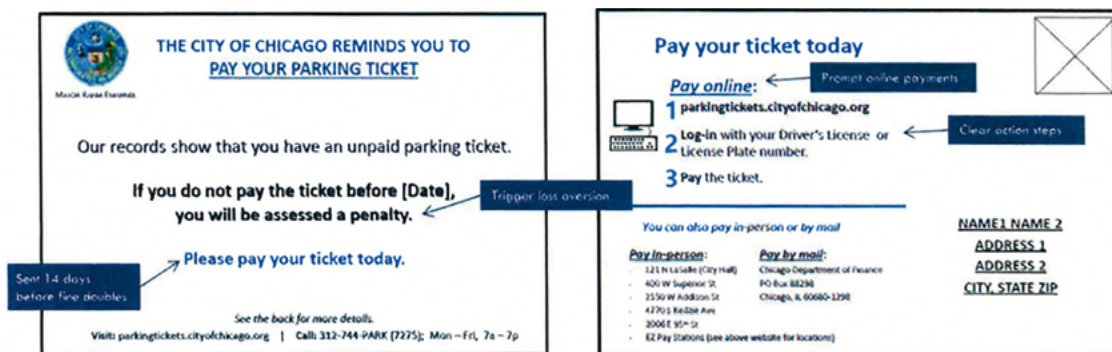 THE CITY OF CHICAGO REMINDS YOU TO
PAY YOUR PARKING TICKET
Mayor Rahm Emanuel
Our records show that you have an unpaid parking ticket.
If you do not pay the ticket before [Date],
you will be assessed a penalty.
Trigger loss aversion
Please pay your ticket today.
Sent 14 days
before fine doubles
See the back for more details.
Visit: parkingtickets.cityofchicago.org | Call: 312-744-PARK (7275); Mon – Fri, 7a – 7p
Pay your ticket today
Pay online:
Prompt online payments
1 parkingtickets.cityofchicago.org
2 Log-in with your Driver's License or
License Plate number.
Clear action steps
3 Pay the ticket.
You can also pay in-person or by mail
Pay In-person:
- 121 N LaSalle (City Hall)
- 400 W Superior St
- 2550 W Addison St
- 4770 S Kedzie Ave
- 2006 E 95th St
- EZ Pay Stations (see above website for locations)
Pay by mail:
Chicago Department of Finance
PO Box 88298
Chicago, IL 60680-1298
NAME1 NAME 2
ADDRESS 1
ADDRESS 2
CITY, STATE ZIP